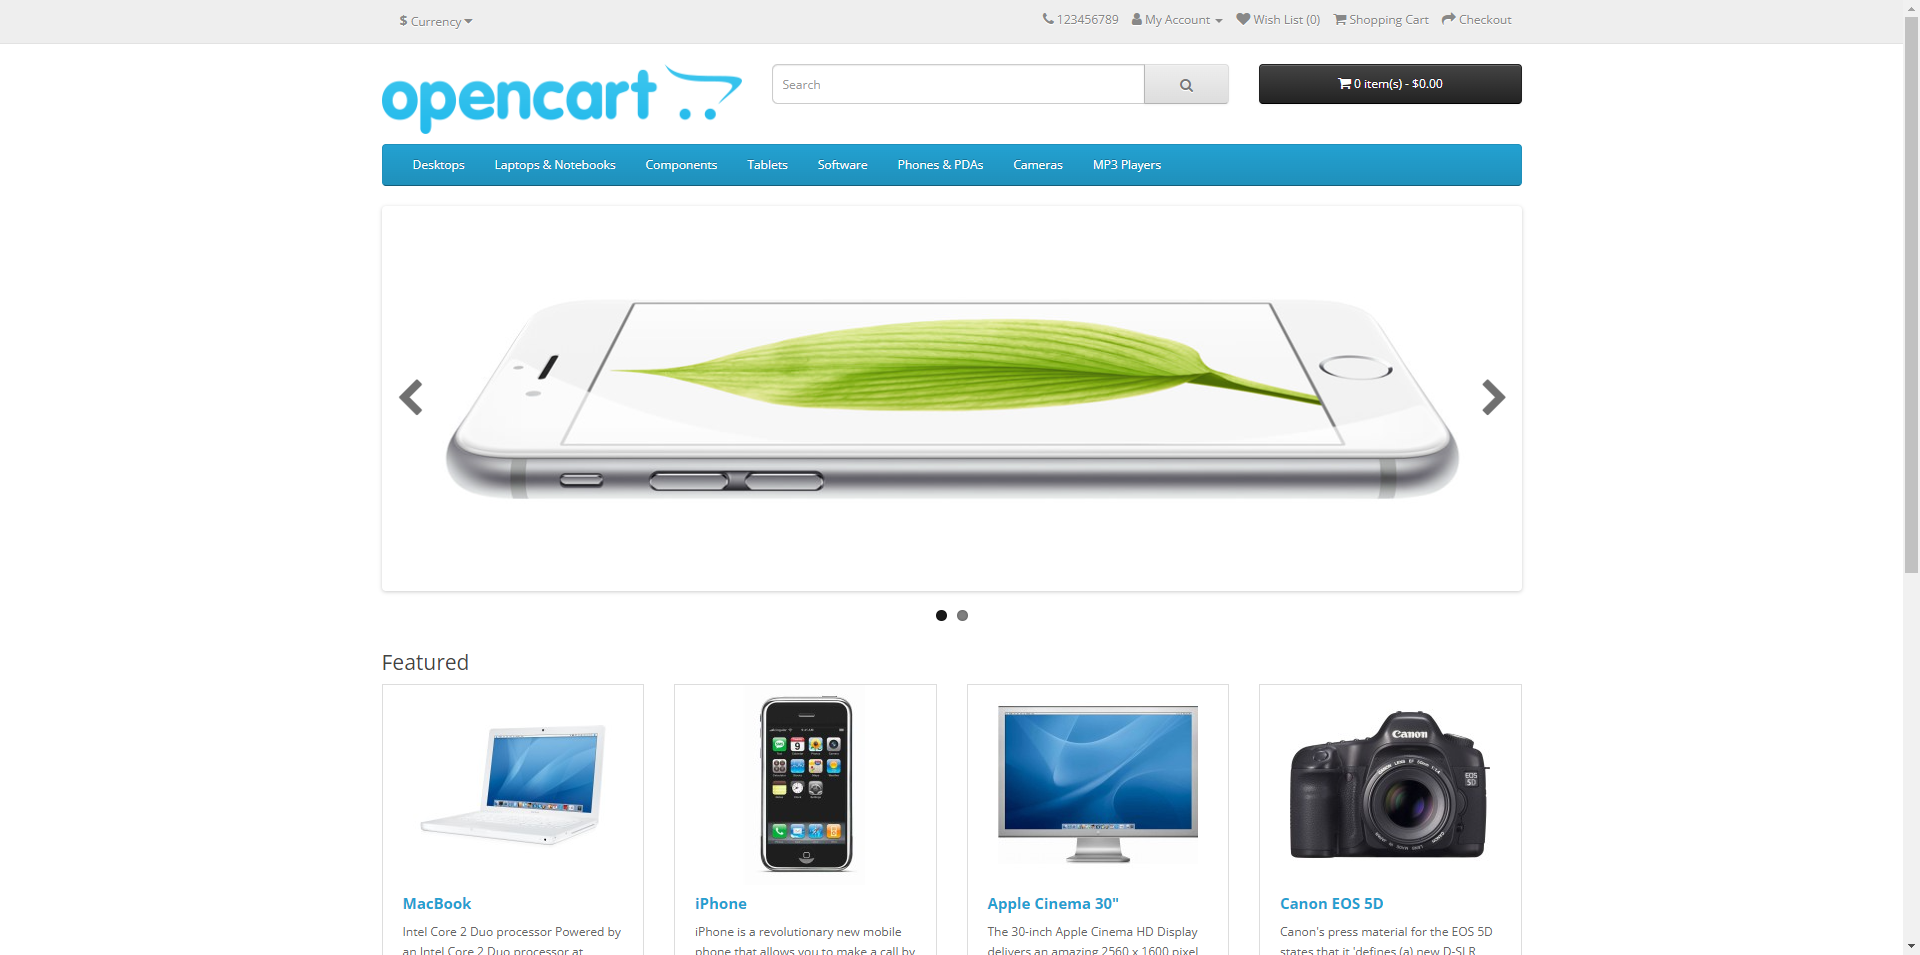 $ Currency
123456789 My Account Wish List (0) Shopping Cart Checkout
opencart
Search
0 item(s) - $0.00
Desktops Laptops & Notebooks Components Tablets Software Phones & PDAs Cameras MP3 Players
Featured
Canon
EOS
5D
MacBook
Intel Core 2 Duo processor Powered by
an Intel Core 2 Duo processor at
iPhone
iPhone is a revolutionary new mobile
phone that allows you to make a call by
Apple Cinema 30"
The 30-inch Apple Cinema HD Display
delivers an amazing 2560 x 1600 pixel
Canon EOS 5D
Canon's press material for the EOS 5D
states that it 'defines (a) new D-SLR